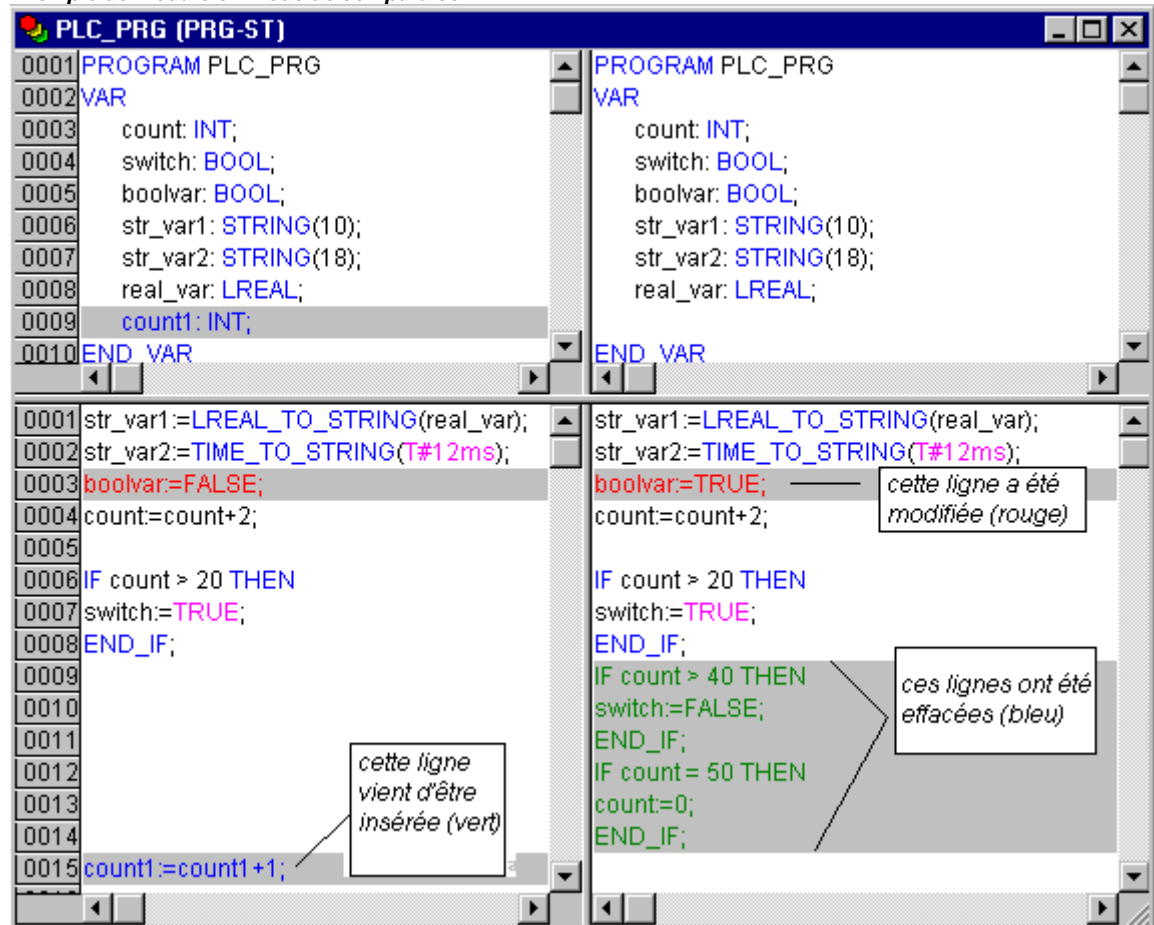 PLC_PRG (PRG-ST)
0001 PROGRAM PLC_PRG
0002 VAR
0003 count: INT;
0004 switch: BOOL;
0005 boolvar: BOOL;
0006 str_var1: STRING(10);
0007 str_var2: STRING(18);
0008 real_var: LREAL;
0009 count1: INT;
0010 END_VAR
PROGRAM PLC_PRG
VAR
count: INT;
switch: BOOL;
boolvar: BOOL;
str_var1: STRING(10);
str_var2: STRING(18);
real_var: LREAL;
END_VAR
0001 str_var1:=LREAL_TO_STRING(real_var);
0002 str_var2:=TIME_TO_STRING(T#12ms);
0003 boolvar:=FALSE;
0004 count:=count+2;
0005
0006 IF count > 20 THEN
0007 switch:=TRUE;
0008 END_IF;
0009
0010
0011
0012
0013
0014
0015 count1:=count1+1;
cette ligne
vient d'être
insérée (vert)
str_var1:=LREAL_TO_STRING(real_var);
str_var2:=TIME_TO_STRING(T#12ms);
boolvar:=TRUE;
cette ligne a été
modifiée (rouge)
count:=count+2;
IF count > 20 THEN
switch:=TRUE;
END_IF;
IF count > 40 THEN
switch:=FALSE;
END_IF;
IF count = 50 THEN
count:=0;
END_IF;
ces lignes ont été
effacées (bleu)